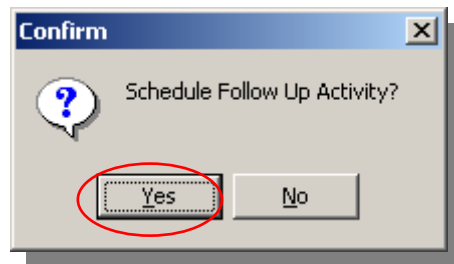 Confirm
Schedule Follow Up Activity?
Yes No